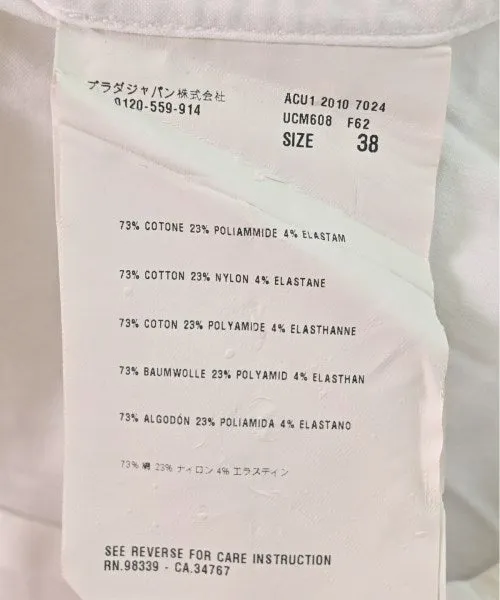 プラダジャパン株式会社
0120-559-914
ACU1 2010 7024
UCM608 F62
SIZE 38
73% COTONE 23% POLIAMMIDE 4% ELASTAM
73% COTTON 23% NYLON 4% ELASTANE
73% COTON 23% POLYAMIDE 4% ELASTHANNE
73% BAUMWOLLE 23% POLYAMID 4% ELASTHAN
73% ALGODÓN 23% POLIAMIDA 4% ELASTANO
73% 綿 23% ナイロン 4% エラスティン
SEE REVERSE FOR CARE INSTRUCTION
RN.98339 - CA.34767